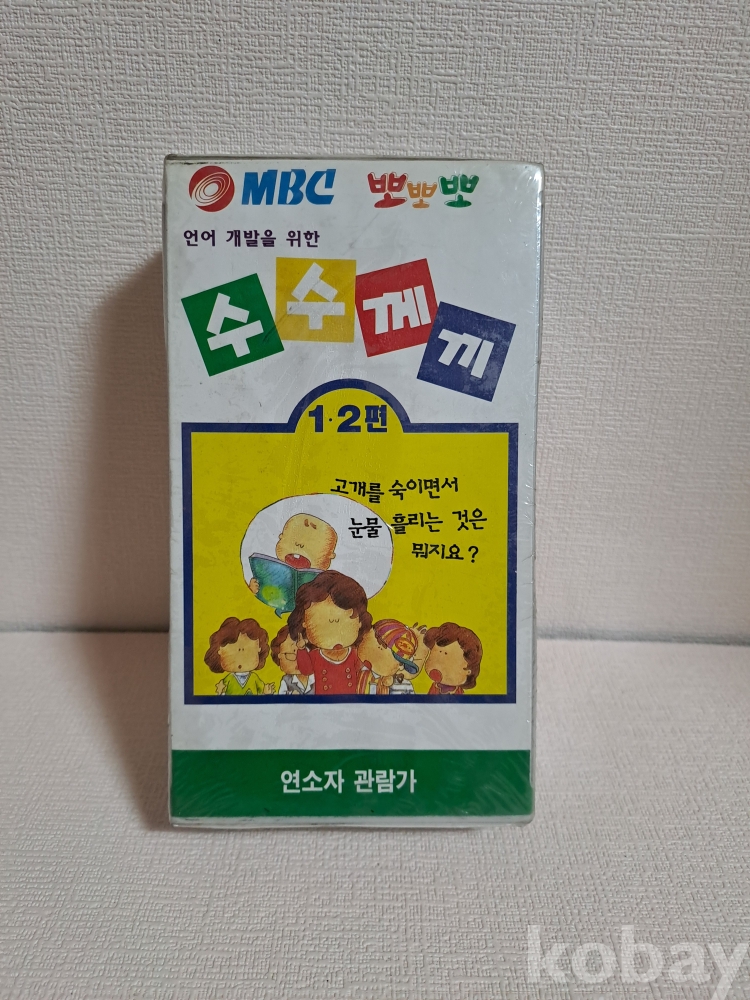 MBC 뽀뽀뽀
언어 개발을 위한
수수께끼
1·2편
고개를 숙이면서
눈물 흘리는 것은
뭐지요?
연소자 관람가
kobay